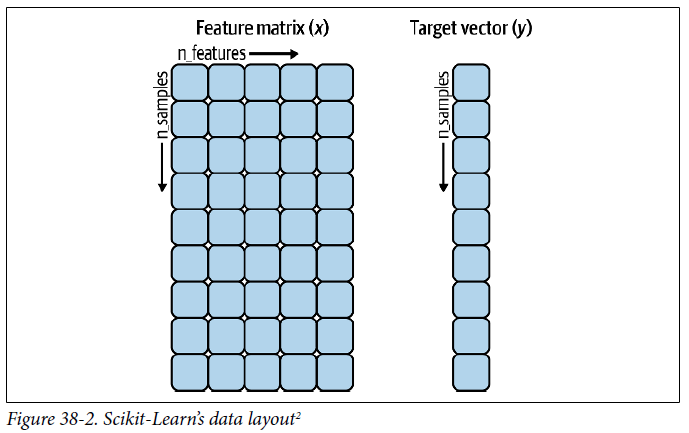 Feature matrix (x)
Target vector (y)
n_features
n_samples
n_samples
Figure 38-2. Scikit-Learn’s data layout²